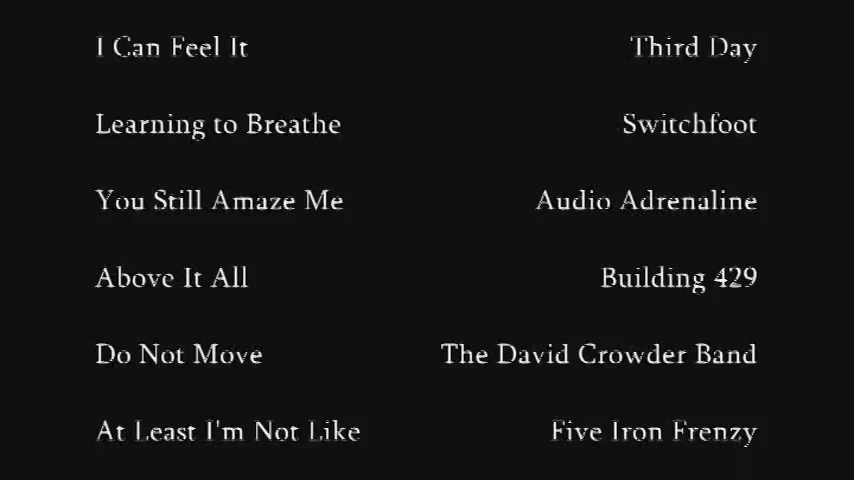 I Can Feel It Third Day
Learning to Breathe Switchfoot
You Still Amaze Me Audio Adrenaline
Above It All Building 429
Do Not Move The David Crowder Band
At Least I'm Not Like Five Iron Frenzy